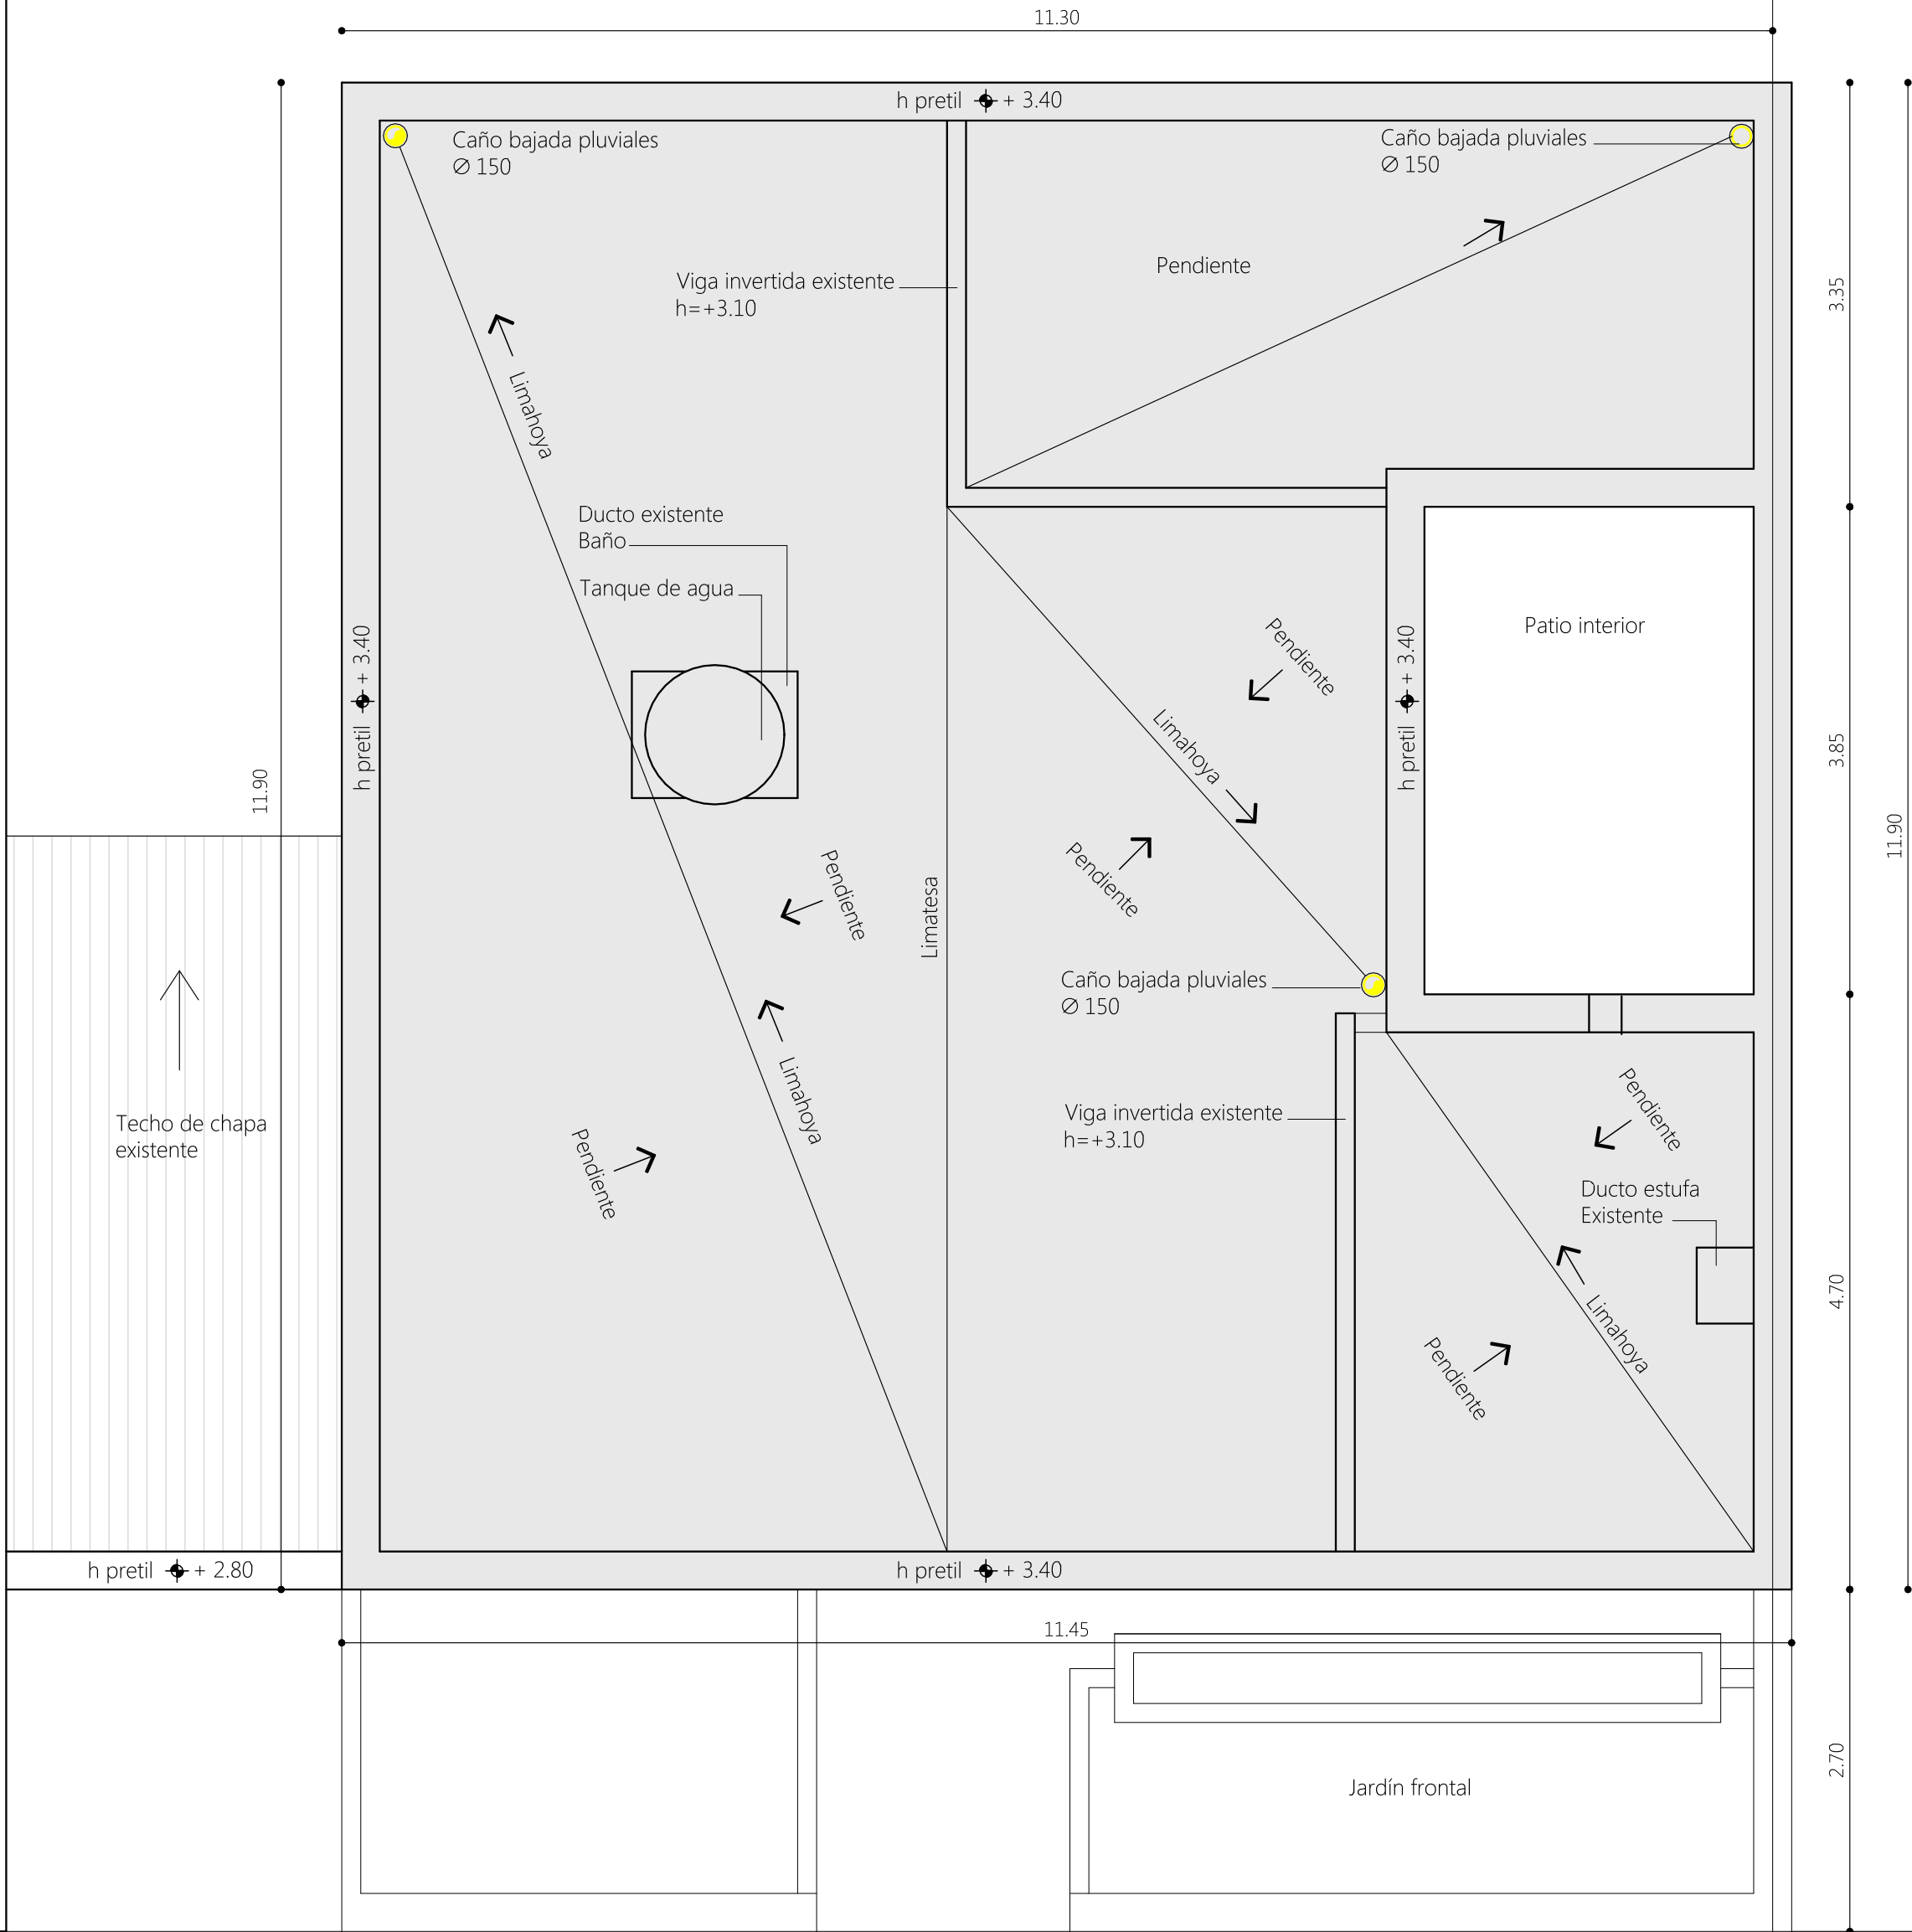 11.30
h pretil + 3.40
Caño bajada pluviales
Ø 150
Caño bajada pluviales
Ø 150
Pendiente
Viga invertida existente
h=+3.10
3.35
Limahoya
Ducto existente
Baño
Tanque de agua
Pendiente
Patio interior
h pretil + 3.40
h pretil + 3.40
Limahoya
3.85
11.90
11.90
Pendiente
Pendiente
Limatesa
Caño bajada pluviales
Ø 150
Limahoya
Viga invertida existente
h=+3.10
Pendiente
Techo de chapa
existente
Pendiente
Ducto estufa
Existente
4.70
Limahoya
Pendiente
h pretil + 2.80
h pretil + 3.40
11.45
2.70
Jardín frontal